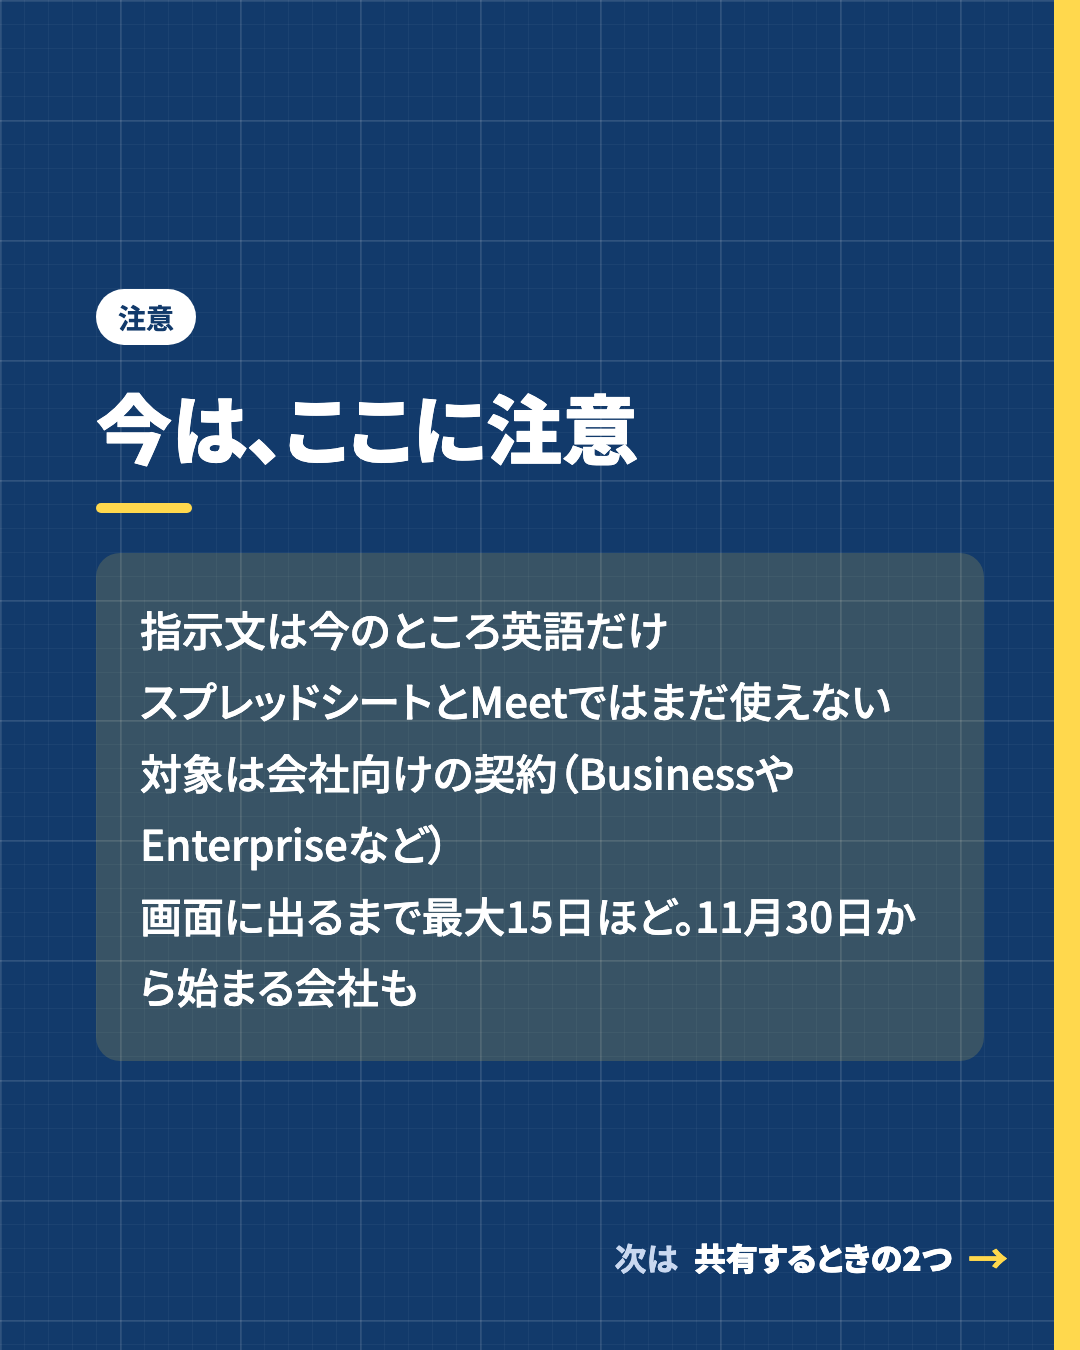 注意
今は、ここに注意
指示文は今のところ英語だけ
スプレッドシートとMeetではまだ使えない
対象は会社向けの契約（Businessや
Enterpriseなど）
画面に出るまで最大15日ほど。11月30日か
ら始まる会社も
次は 共有するときの2つ →